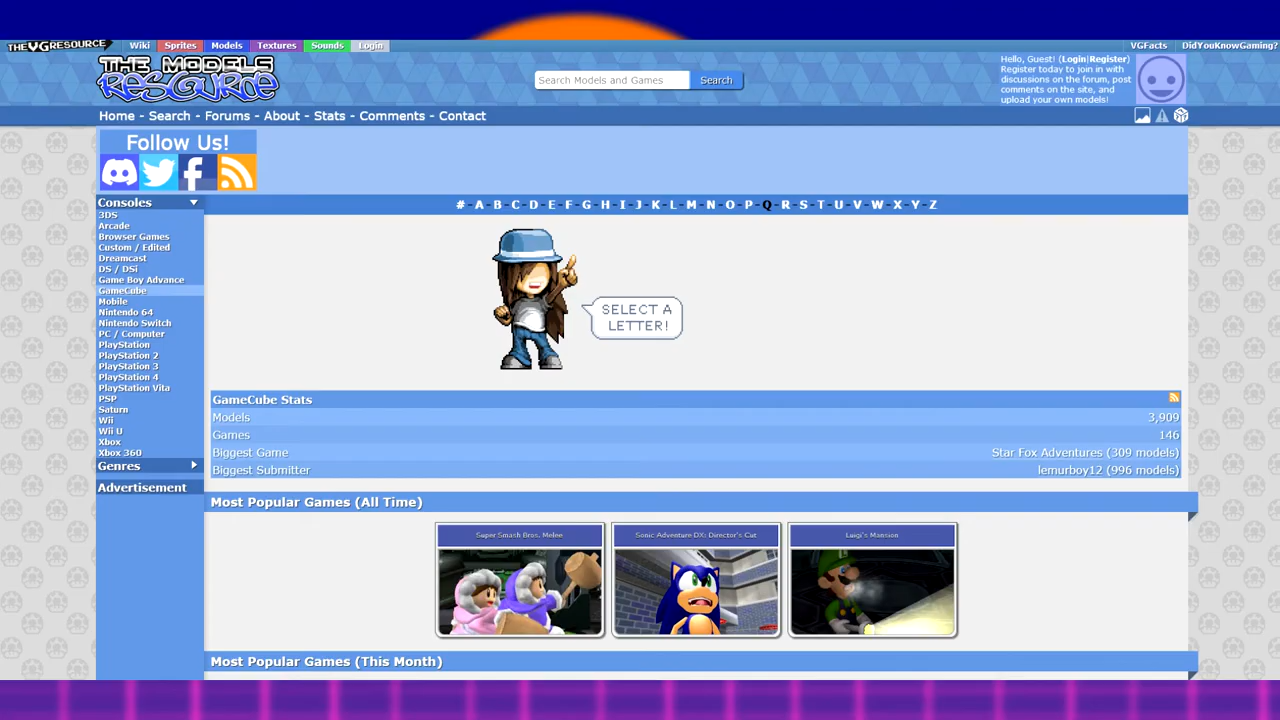 THE VG RESOURCE Wiki Sprites Models Textures Sounds Login VGFacts DidYouKnowGaming?
THE MODELS
RESOURCE
Search Models and Games Search
Hello, Guest! (Login|Register)
Register today to join in with
discussions on the forum, post
comments on the site, and
upload your own models!
Home - Search - Forums - About - Stats - Comments - Contact
Follow Us!
Consoles
3DS
Arcade
Browser Games
Custom / Edited
Dreamcast
DS / DSi
Game Boy Advance
GameCube
Mobile
Nintendo 64
Nintendo Switch
PC / Computer
PlayStation
PlayStation 2
PlayStation 3
PlayStation 4
PlayStation Vita
PSP
Saturn
Wii
Wii U
Xbox
Xbox 360
Genres
Advertisement
# - A - B - C - D - E - F - G - H - I - J - K - L - M - N - O - P - Q - R - S - T - U - V - W - X - Y - Z
SELECT A
LETTER!
GameCube Stats
Models 3,909
Games 146
Biggest Game Star Fox Adventures (309 models)
Biggest Submitter lemurboy12 (996 models)
Most Popular Games (All Time)
Super Smash Bros. Melee Sonic Adventure DX: Director's Cut Luigi's Mansion
Most Popular Games (This Month)